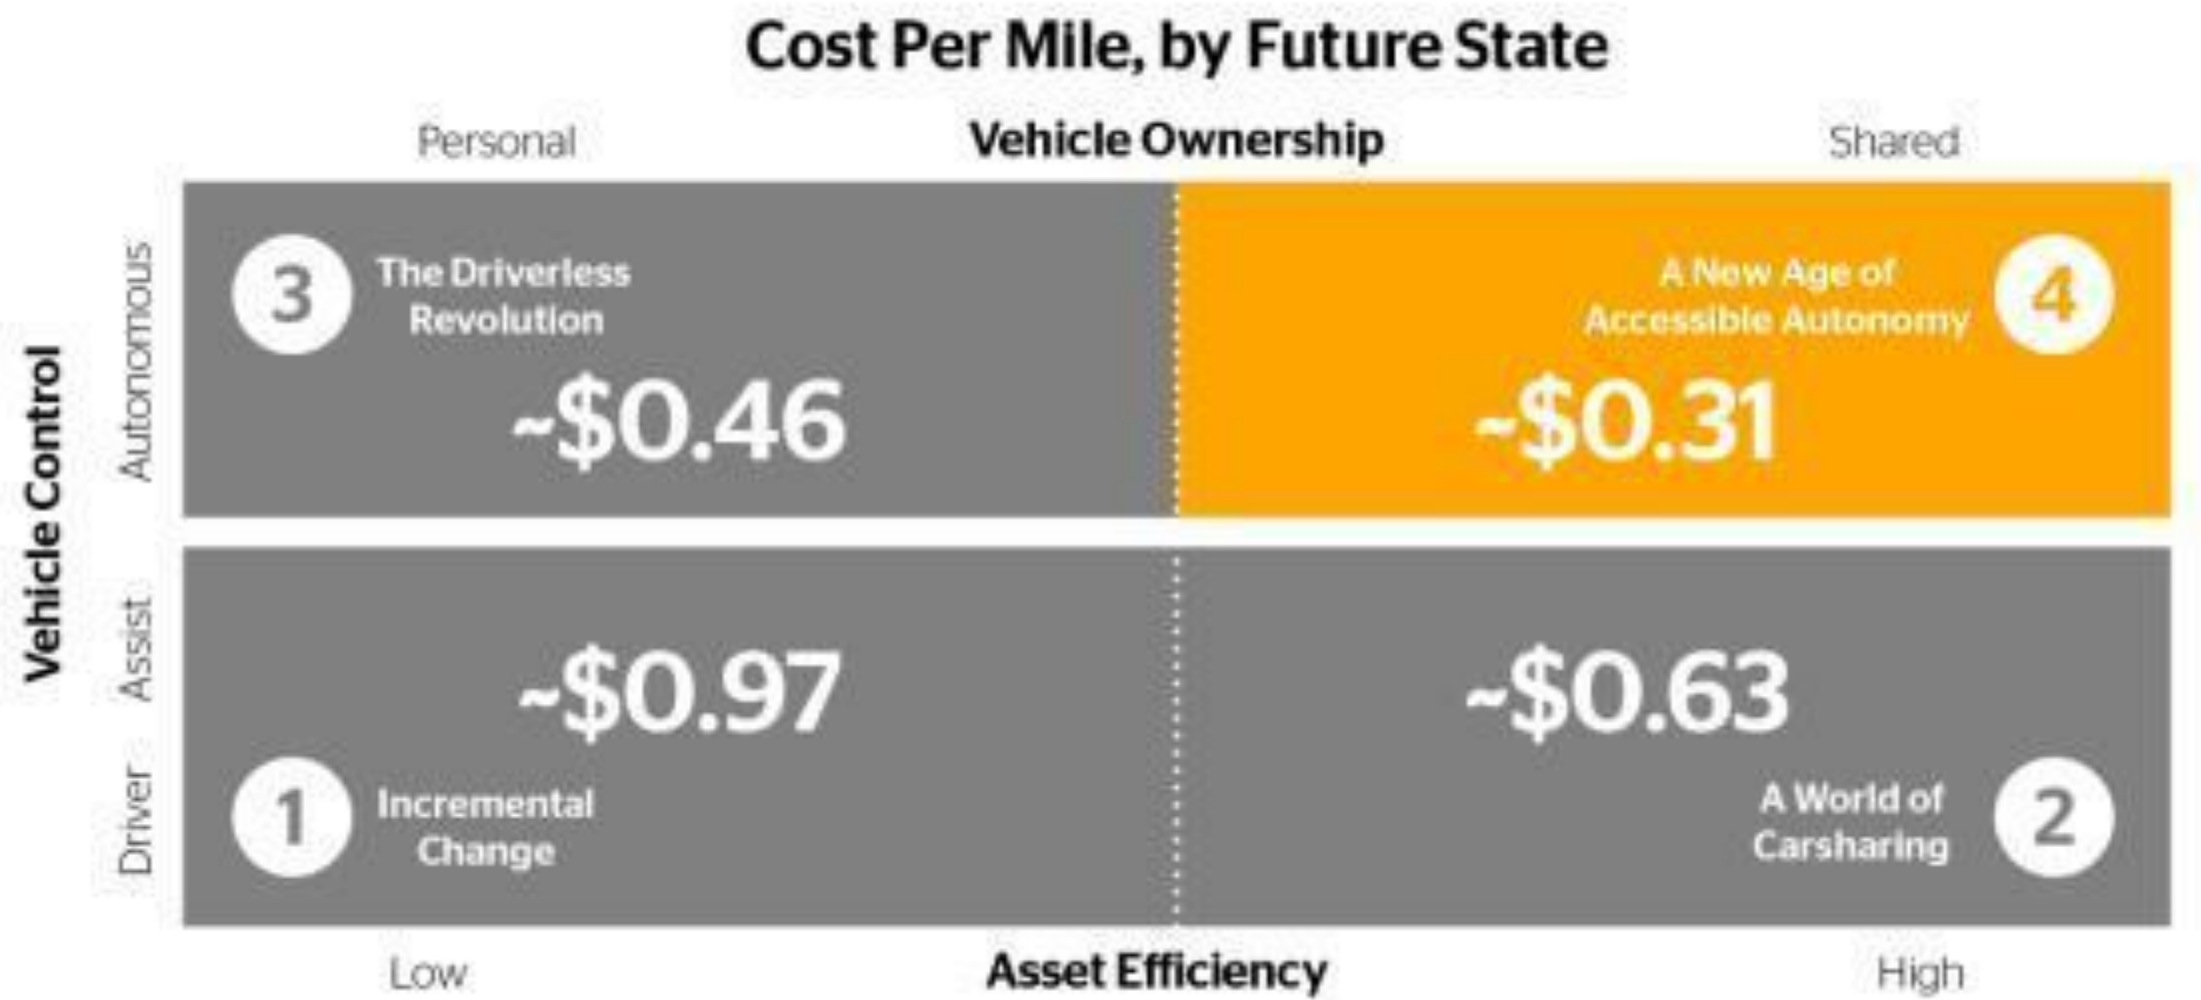 Cost Per Mile, by Future State
Personal
Vehicle Ownership
Shared
Vehicle Control
Autonomous
3
The Driverless
Revolution
~$0.46
A New Age of
Accessible Autonomy
4
~$0.31
Driver Assist
~$0.97
1
Incremental
Change
~$0.63
A World of
Carsharing
2
Low
Asset Efficiency
High